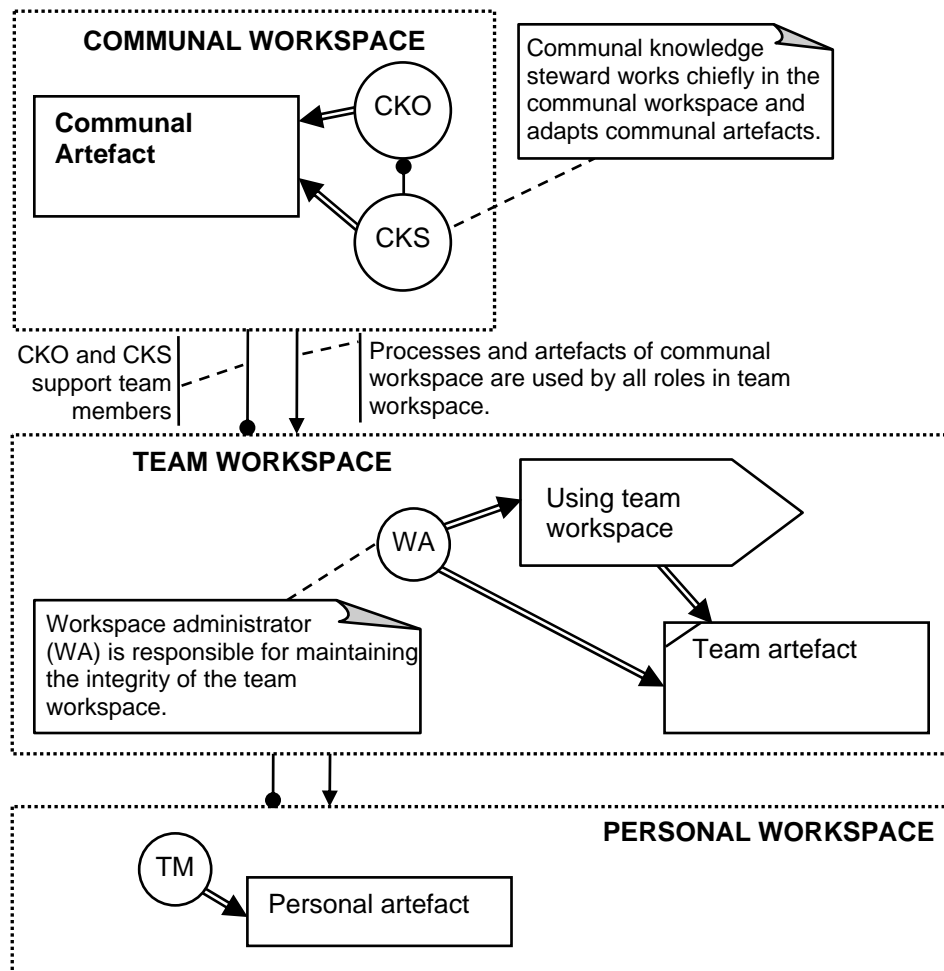 COMMUNAL WORKSPACE
Communal
Artefact
CKO
CKS
Communal knowledge
steward works chiefly in the
communal workspace and
adapts communal artefacts.
CKO and CKS
support team
members
Processes and artefacts of communal
workspace are used by all roles in team
workspace.
TEAM WORKSPACE
Using team
workspace
WA
Workspace administrator
(WA) is responsible for maintaining
the integrity of the team
workspace.
Team artefact
PERSONAL WORKSPACE
TM
Personal artefact